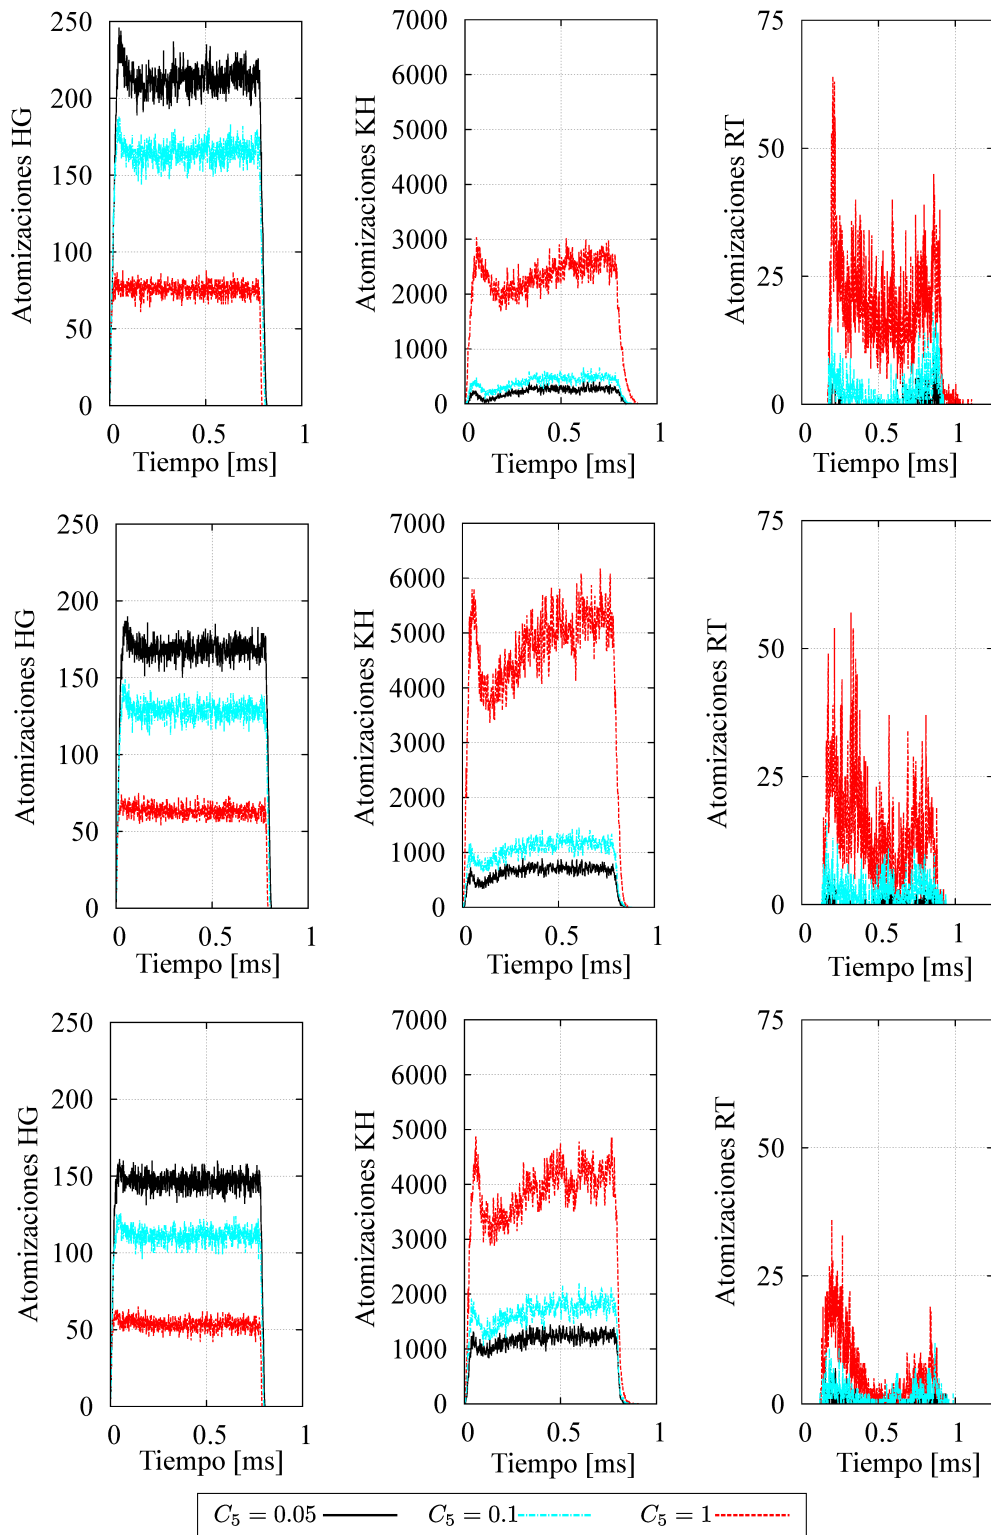 250
200
150
100
50
0
Atomizaciones HG
0 0.5 1
Tiempo [ms]
7000
6000
5000
4000
3000
2000
1000
0
Atomizaciones KH
0 0.5 1
Tiempo [ms]
75
50
25
0
Atomizaciones RT
0 0.5 1
Tiempo [ms]
250
200
150
100
50
0
Atomizaciones HG
0 0.5 1
Tiempo [ms]
7000
6000
5000
4000
3000
2000
1000
0
Atomizaciones KH
0 0.5 1
Tiempo [ms]
75
50
25
0
Atomizaciones RT
0 0.5 1
Tiempo [ms]
250
200
150
100
50
0
Atomizaciones HG
0 0.5 1
Tiempo [ms]
7000
6000
5000
4000
3000
2000
1000
0
Atomizaciones KH
0 0.5 1
Tiempo [ms]
75
50
25
0
Atomizaciones RT
0 0.5 1
Tiempo [ms]
C₅ = 0.05 C₅ = 0.1 C₅ = 1